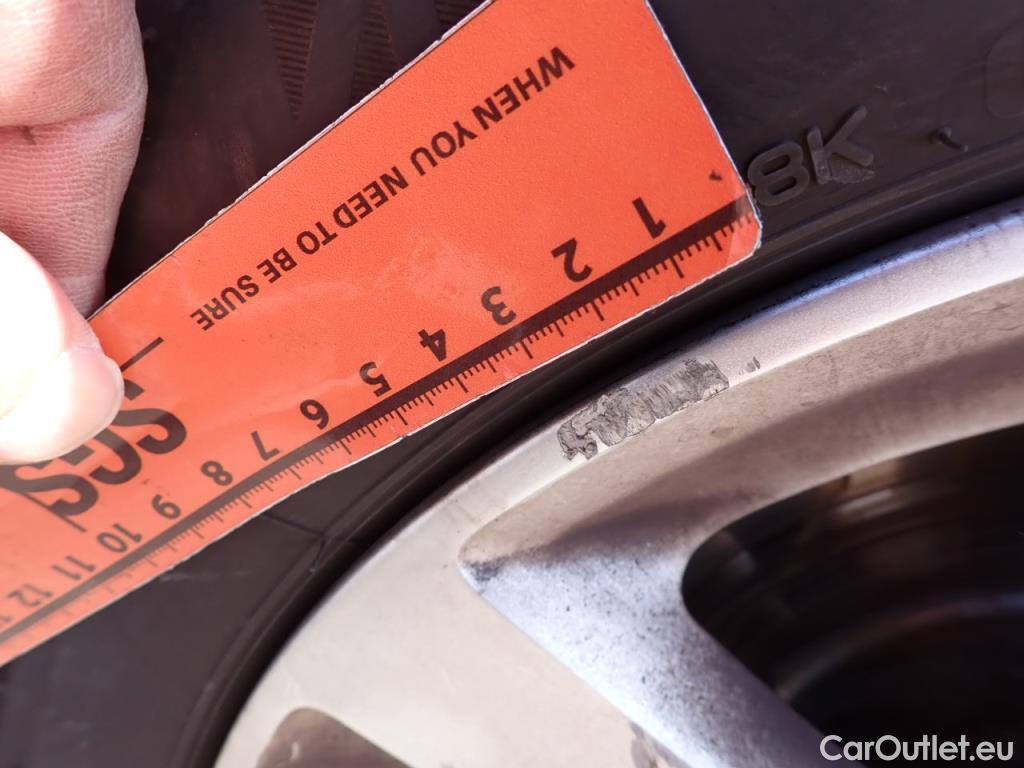 WHEN YOU NEED TO BE SURE
SGS
1 2 3 4 5 6 7 8 9 10 11 12
8K
CarOutlet.eu